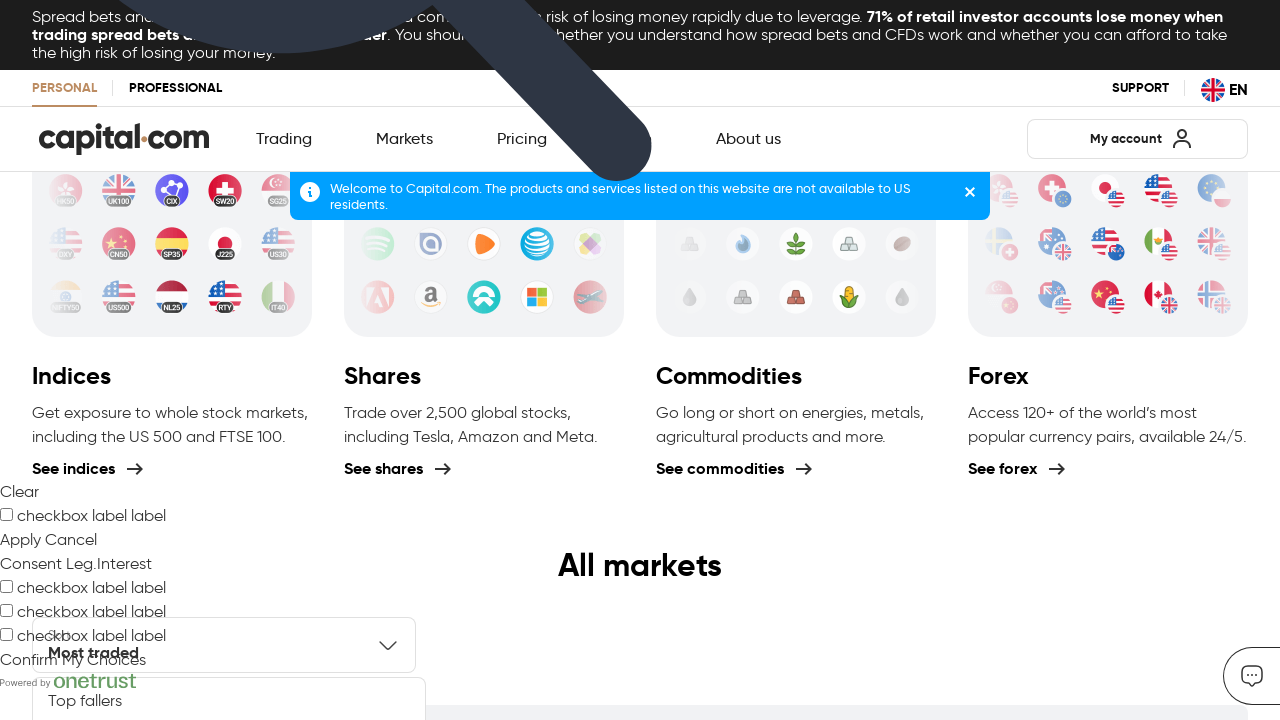 Spread bets and
risk of losing money rapidly due to leverage. 71% of retail investor accounts lose money when
trading spread bets
. You should
whether you understand how spread bets and CFDs work and whether you can afford to take
the high risk of losing your money.
PERSONAL PROFESSIONAL SUPPORT EN
capital.com Trading Markets Pricing About us My account
Welcome to Capital.com. The products and services listed on this website are not available to US
residents.
HK50 UK100 CIX SW20 SG25
CN50 SP35 J225 US30
US500 NL25 RTY IT40
Indices
Get exposure to whole stock markets,
including the US 500 and FTSE 100.
See indices
Shares
Trade over 2,500 global stocks,
including Tesla, Amazon and Meta.
See shares
Commodities
Go long or short on energies, metals,
agricultural products and more.
See commodities
Forex
Access 120+ of the world’s most
popular currency pairs, available 24/5.
See forex
Clear
checkbox label label
Apply Cancel
Consent Leg.Interest
checkbox label label
checkbox label label
checkbox label label
Confirm My Choices
Powered by onetrust
All markets
Most traded
Top fallers